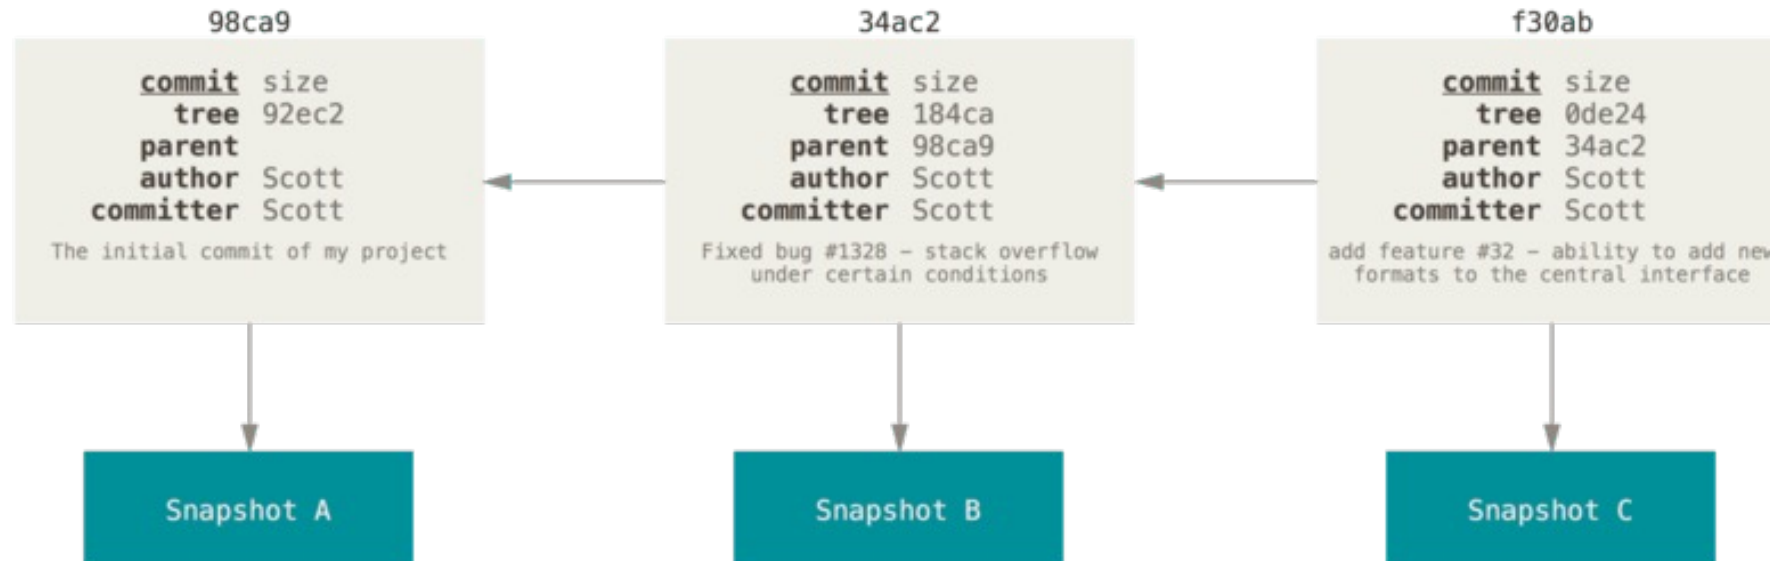 98ca9
commit size
tree 92ec2
parent
author Scott
committer Scott
The initial commit of my project
Snapshot A
34ac2
commit size
tree 184ca
parent 98ca9
author Scott
committer Scott
Fixed bug #1328 – stack overflow
under certain conditions
Snapshot B
f30ab
commit size
tree 0de24
parent 34ac2
author Scott
committer Scott
add feature #32 – ability to add new
formats to the central interface
Snapshot C